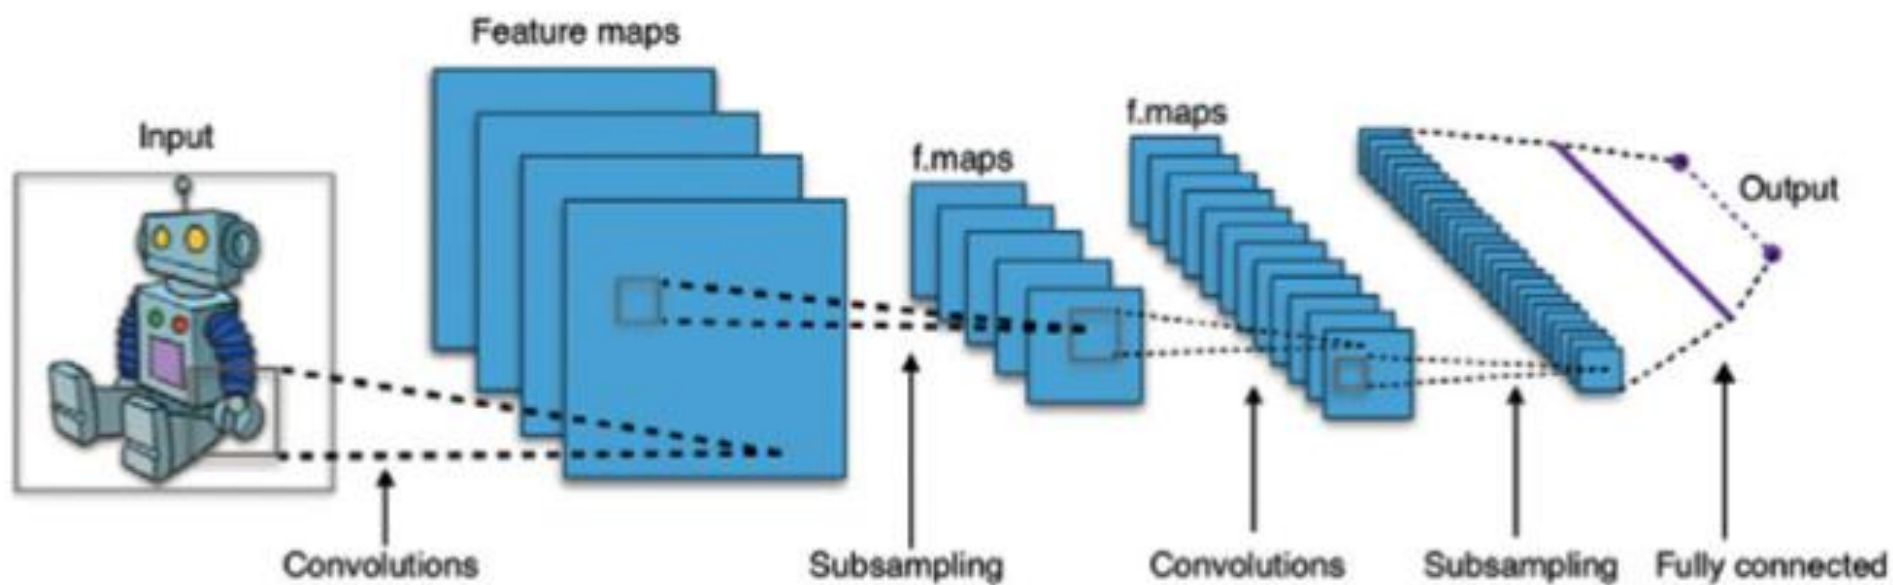 Feature maps
f.maps
Input
f.maps
Output
Convolutions
Subsampling
Convolutions
Subsampling
Fully connected